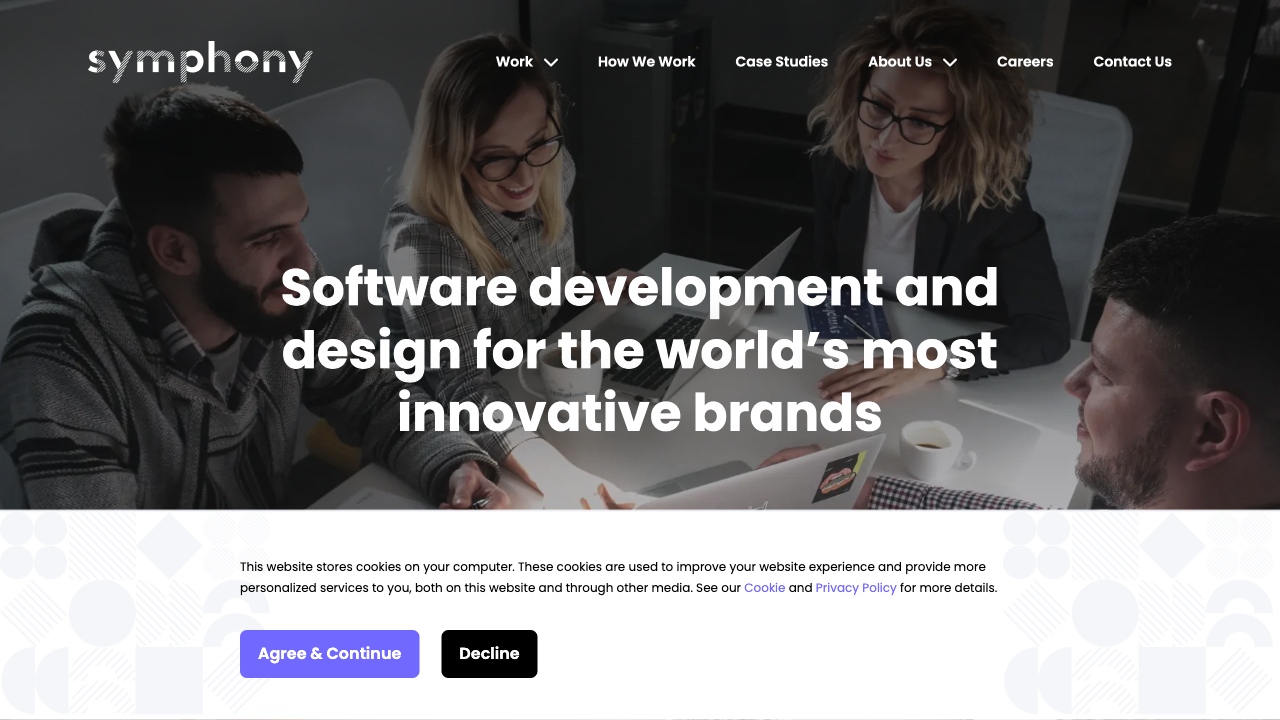 symphony
Work
How We Work
Case Studies
About Us
Careers
Contact Us
Software development and
design for the world’s most
innovative brands
This website stores cookies on your computer. These cookies are used to improve your website experience and provide more
personalized services to you, both on this website and through other media. See our Cookie and Privacy Policy for more details.
Agree & Continue
Decline